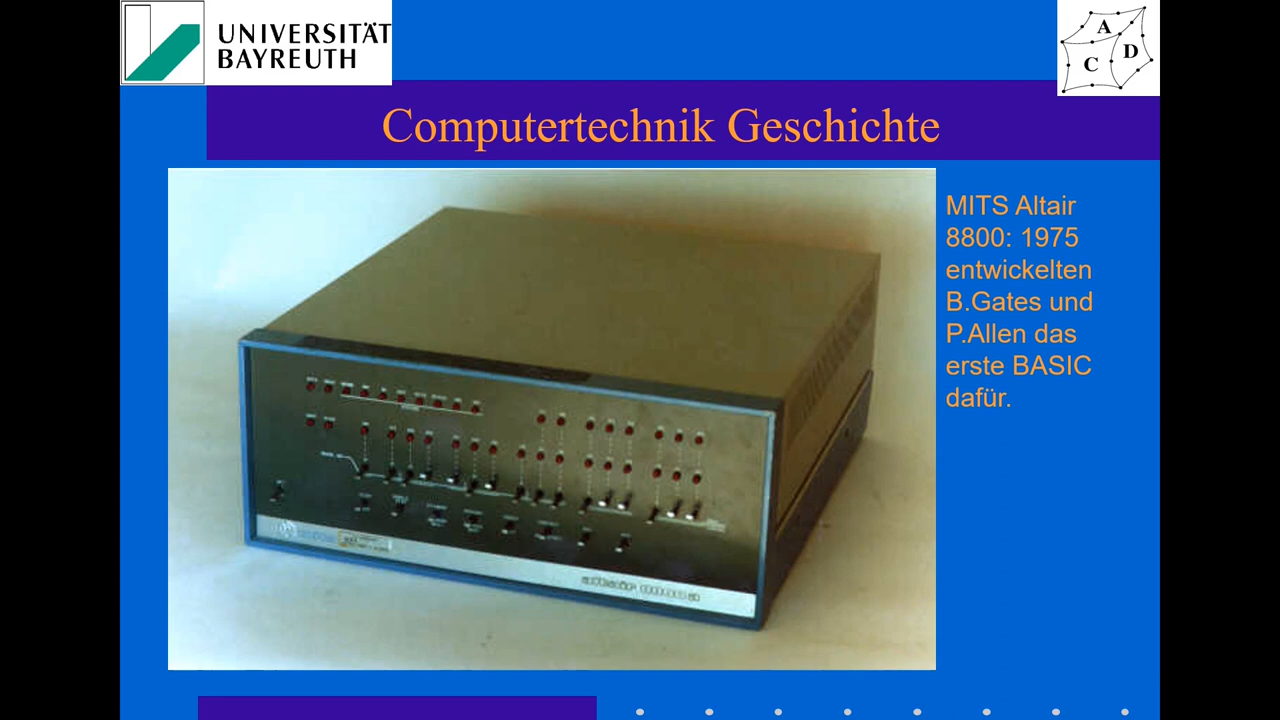 UNIVERSITÄT
BAYREUTH
A
C D
Computertechnik Geschichte
MITS Altair
8800: 1975
entwickelten
B.Gates und
P.Allen das
erste BASIC
dafür.